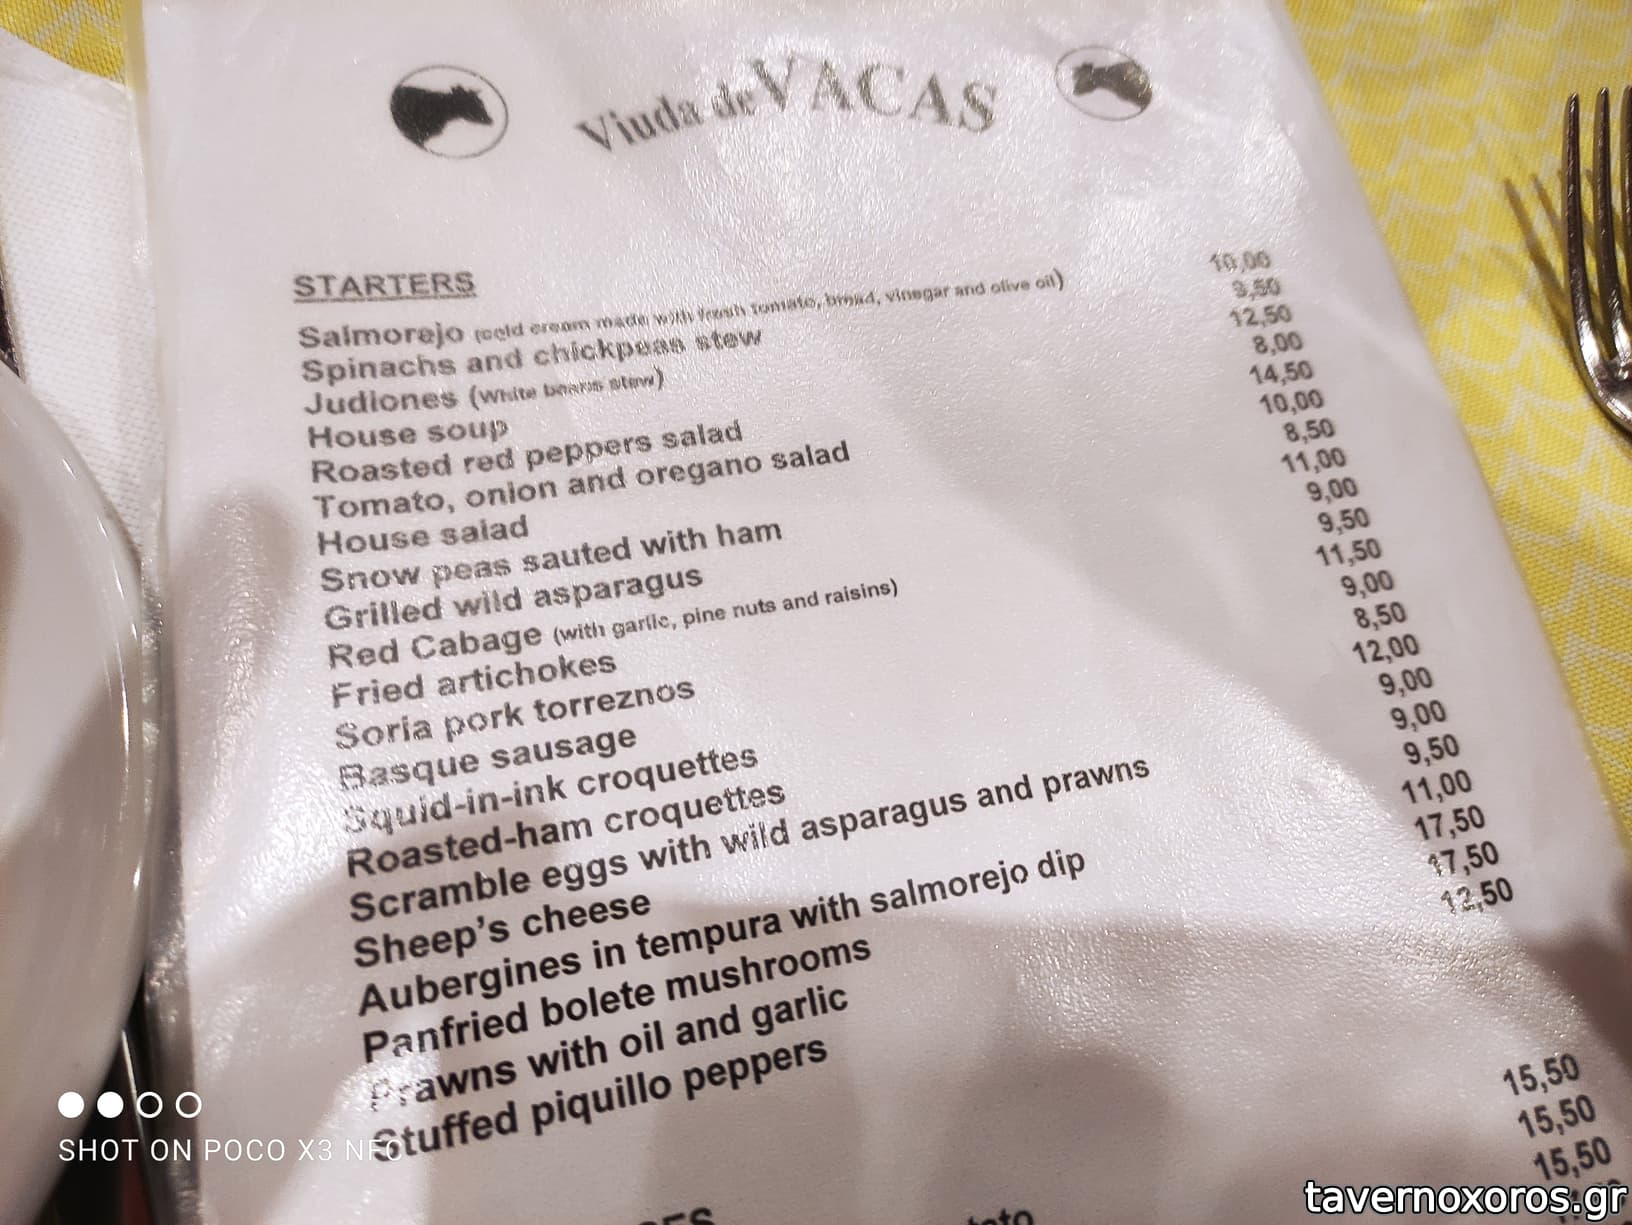 Viuda de VACAS
STARTERS
Salmorejo (cold cream made with fresh tomato, bread, vinegar and olive oil) 10,00
Spinachs and chickpeas stew 9,50
Judiones (White beans stew) 12,50
House soup 8,00
Roasted red peppers salad 14,50
Tomato, onion and oregano salad 10,00
House salad 8,50
Snow peas sauted with ham 11,00
Grilled wild asparagus 9,00
Red Cabage (with garlic, pine nuts and raisins) 9,50
Fried artichokes 11,50
Soria pork torreznos 9,00
Basque sausage 8,50
Squid-in-ink croquettes 12,00
Roasted-ham croquettes 9,00
Scramble eggs with wild asparagus and prawns 9,00
Sheep's cheese 9,50
Aubergines in tempura with salmorejo dip 11,00
Panfried bolete mushrooms 17,50
Prawns with oil and garlic 17,50
Stuffed piquillo peppers 12,50
15,50
15,50
15,50
SHOT ON POCO X3 NFC
tavernoxoros.gr